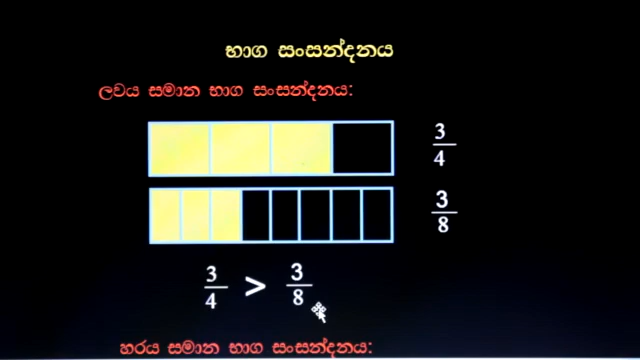 භාග සංසන්දනය
ලවය සමාන භාග සංසන්දනය:
3/4
3/8
3/4 > 3/8
හරය සමාන භාග සංසන්දනය: